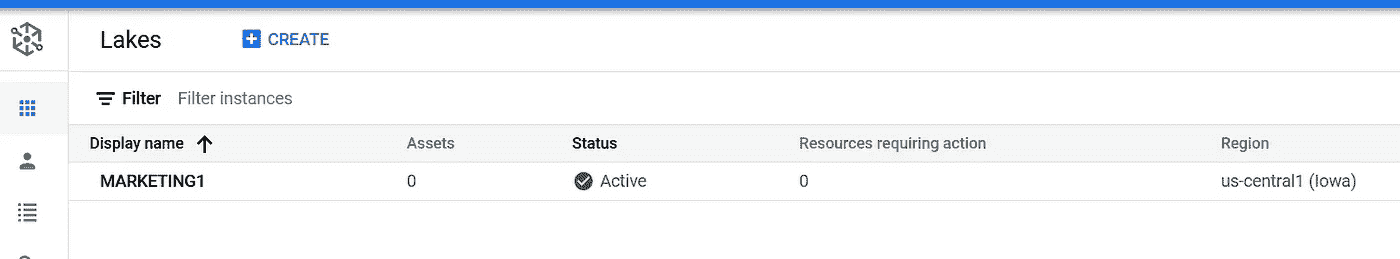 Lakes CREATE
Filter Filter instances
Display name Assets Status Resources requiring action Region
MARKETING1 0 Active 0 us-central1 (Iowa)